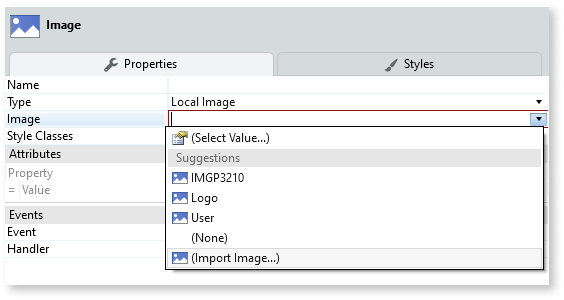 Image
Properties
Styles
Name
Type Local Image
Image
Style Classes
(Select Value...)
Attributes
Suggestions
Property
IMGP3210
= Value
Logo
Events
User
Event
(None)
Handler
(Import Image...)